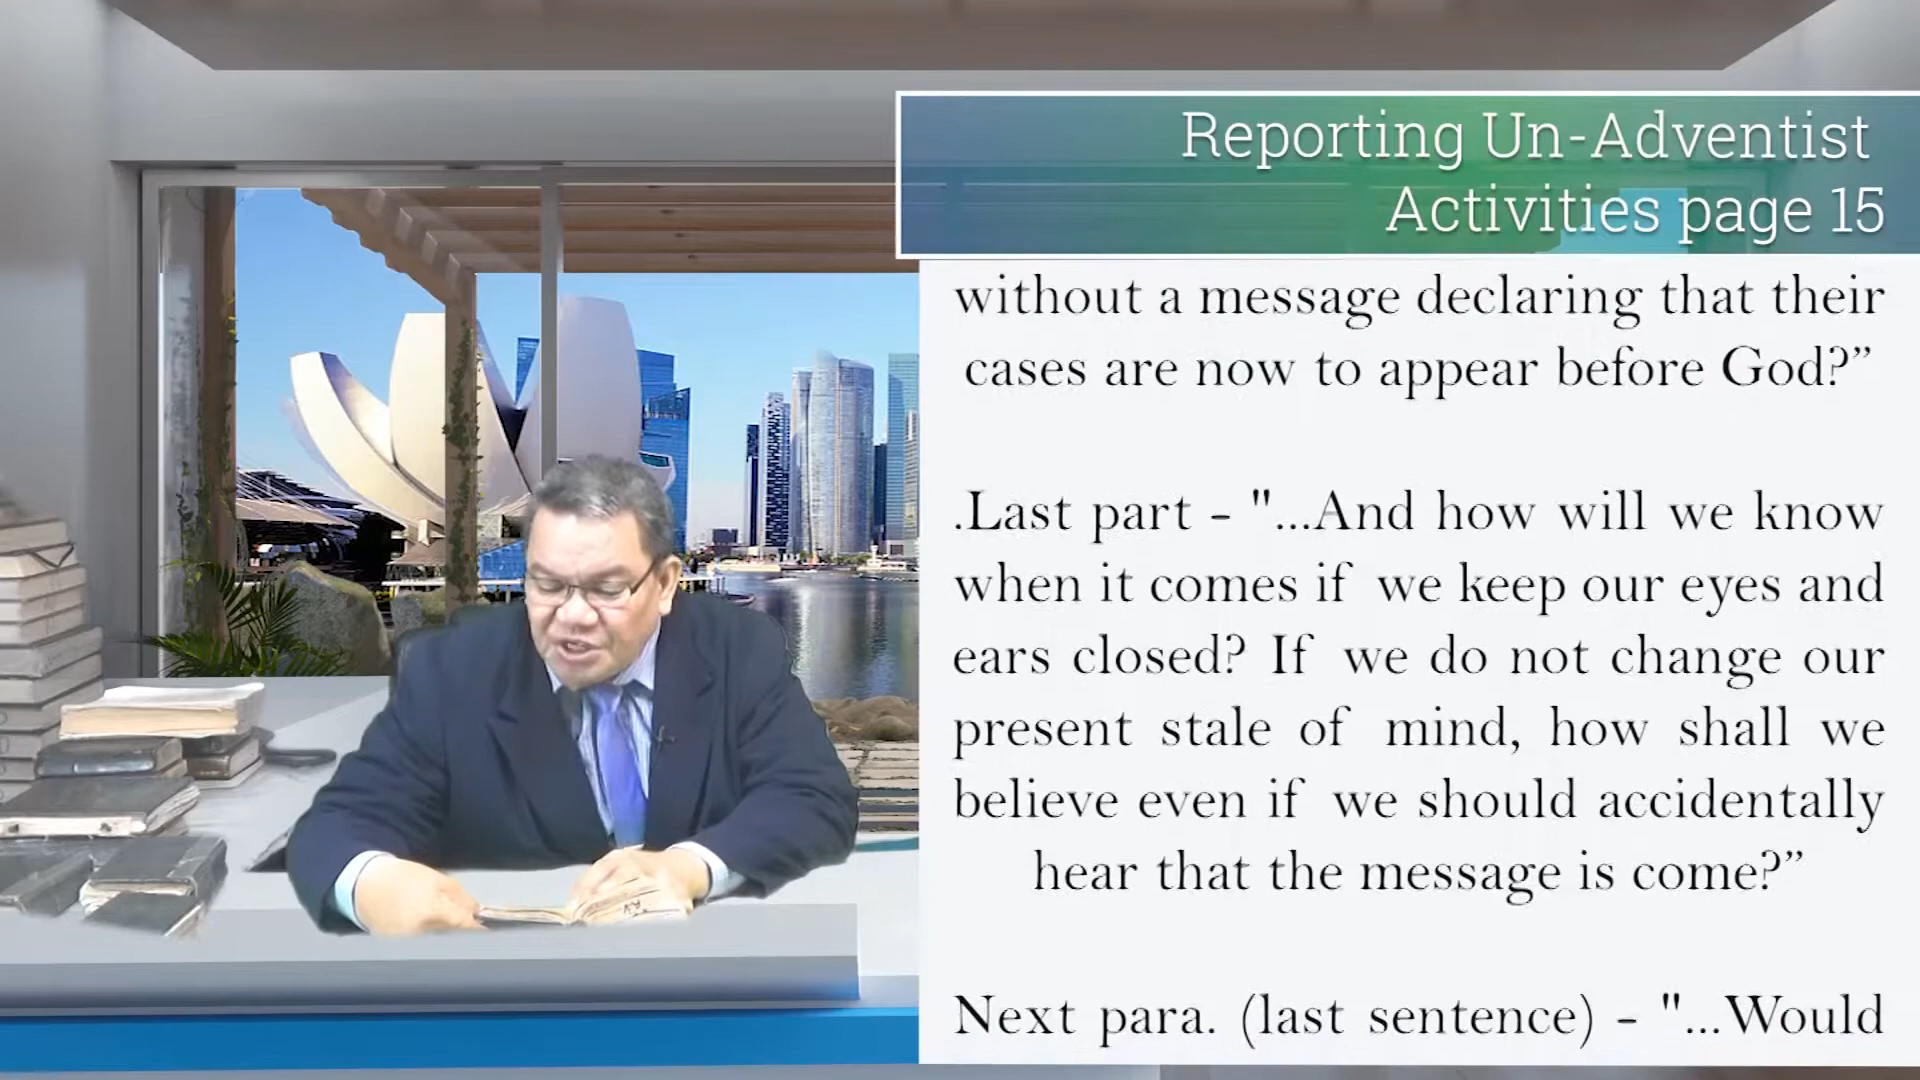 Reporting Un-Adventist
Activities page 15
without a message declaring that their
cases are now to appear before God?”
.Last part - "...And how will we know
when it comes if we keep our eyes and
ears closed? If we do not change our
present stale of mind, how shall we
believe even if we should accidentally
hear that the message is come?”
Next para. (last sentence) - "...Would